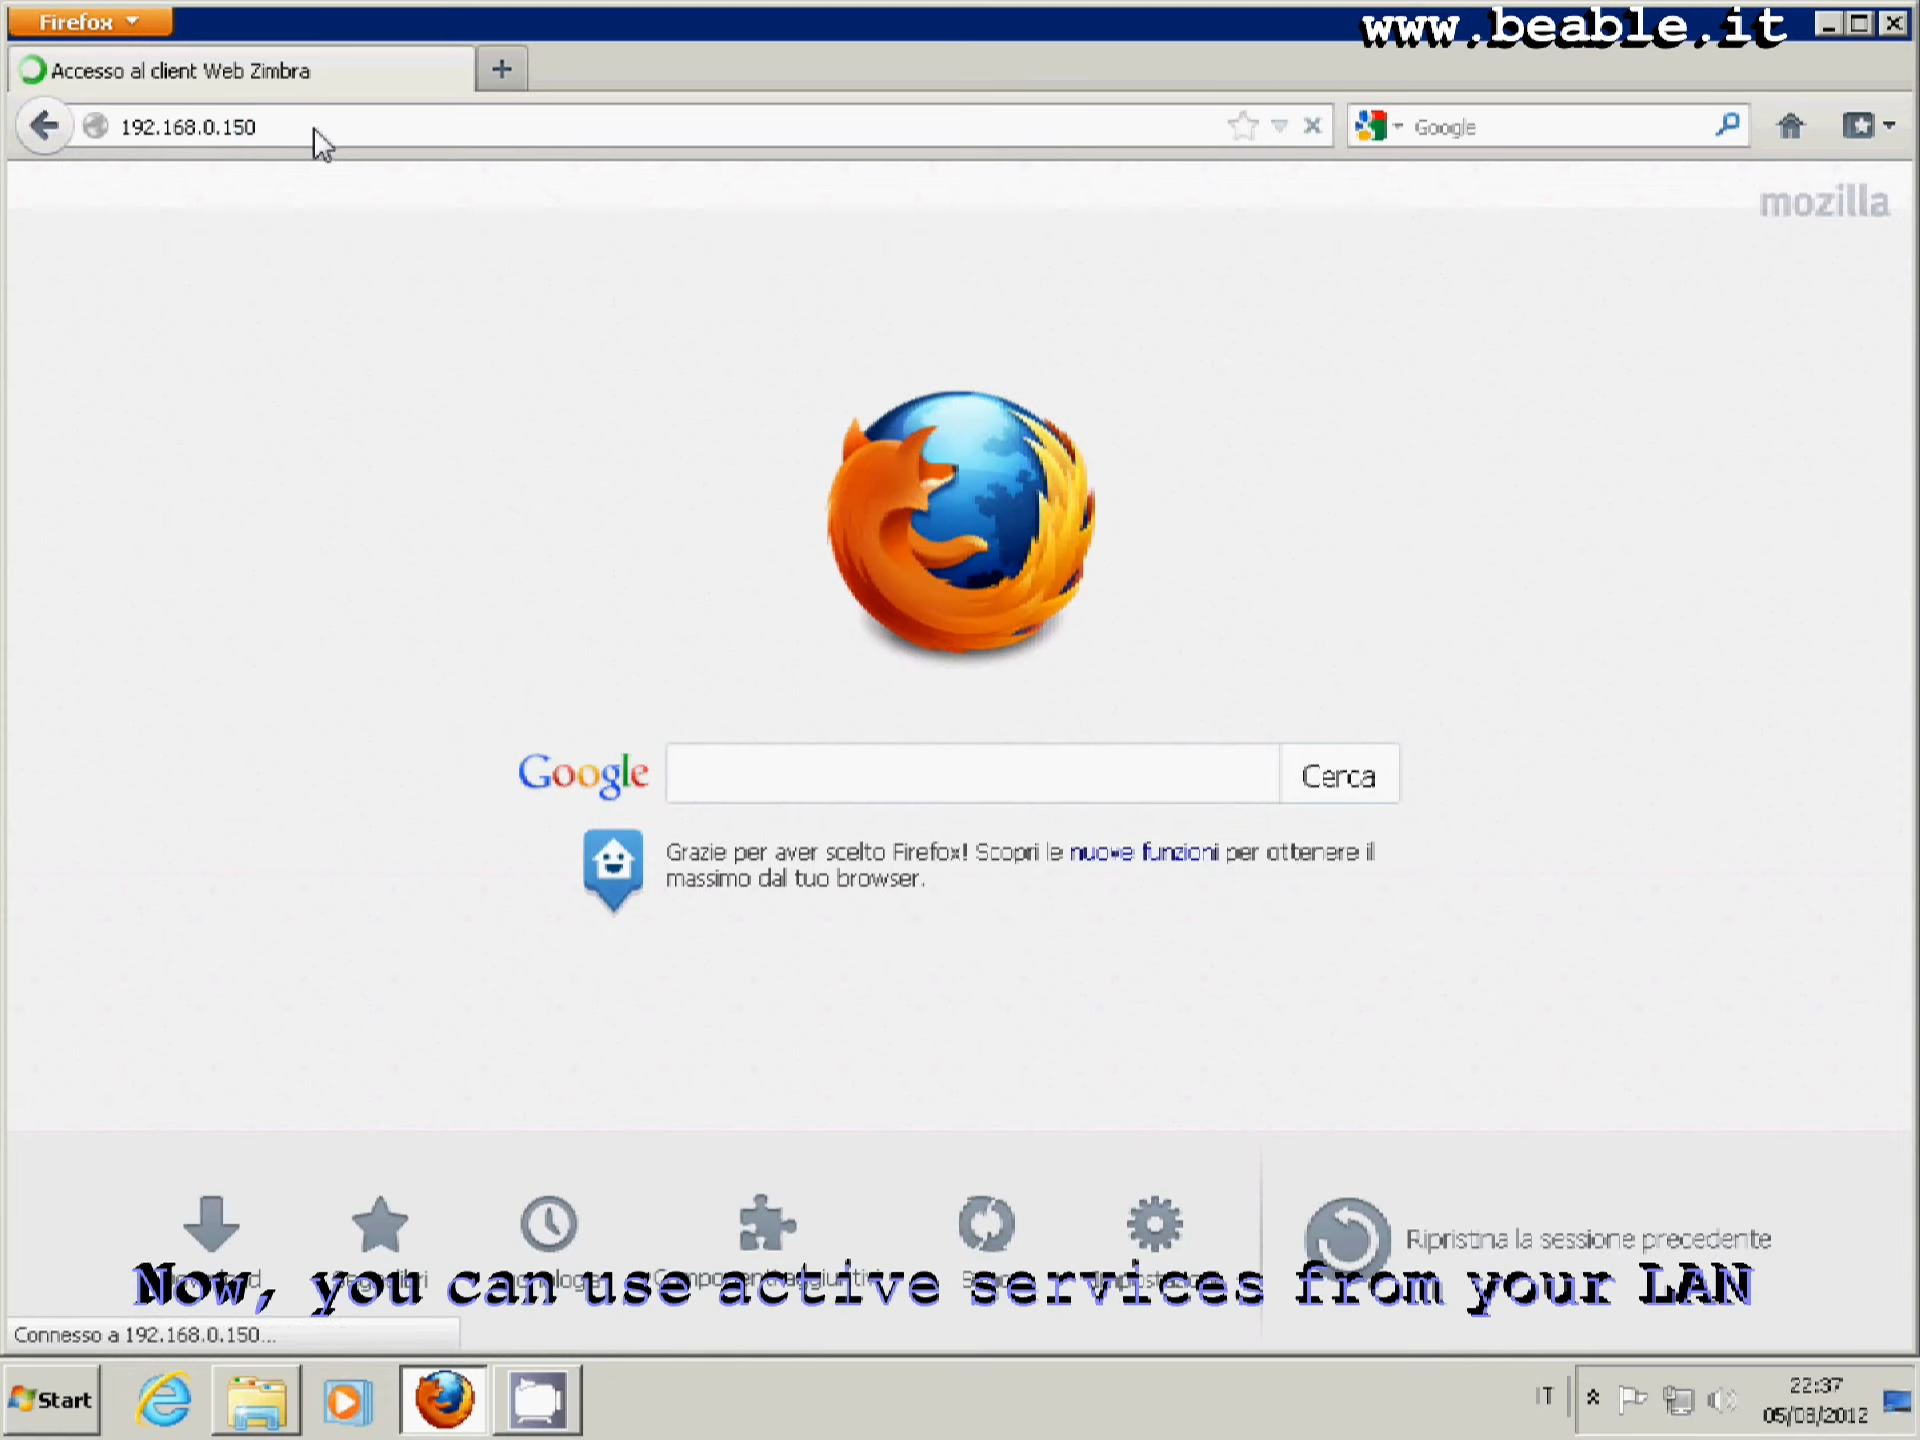 Firefox
www.beable.it
Accesso al client Web Zimbra
192.168.0.150
Google
mozilla
Google
Cerca
Grazie per aver scelto Firefox! Scopri le nuove funzioni per ottenere il
massimo dal tuo browser.
Ripristina la sessione precedente
Now, you can use active services from your LAN
Connesso a 192.168.0.150...
Start
IT
22:37
05/08/2012